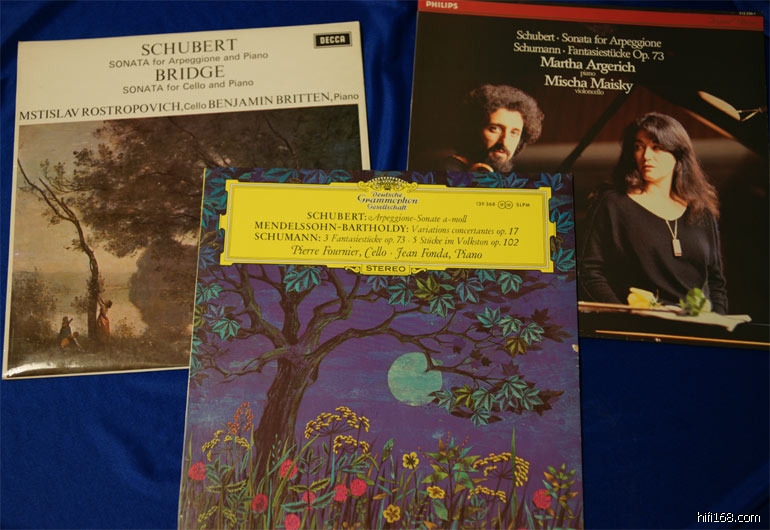 SCHUBERT
SONATA for Arpeggione and Piano
BRIDGE
SONATA for Cello and Piano
MSTISLAV ROSTROPOVICH, Cello BENJAMIN BRITTEN, Piano
DECCA
PHILIPS
Schubert · Sonata for Arpeggione
Schumann · Fantasiestücke Op. 73
Martha Argerich
piano
Mischa Maisky
violoncello
Deutsche
Grammophon
Gesellschaft
139 368 SLPM
SCHUBERT: Arpeggione-Sonate a-moll
MENDELSSOHN-BARTHOLDY: Variations concertantes op. 17
SCHUMANN: 3 Fantasiestücke op. 73 · 5 Stücke im Volkston op. 102
Pierre Fournier, Cello · Jean Fonda, Piano
STEREO
hifi168.com